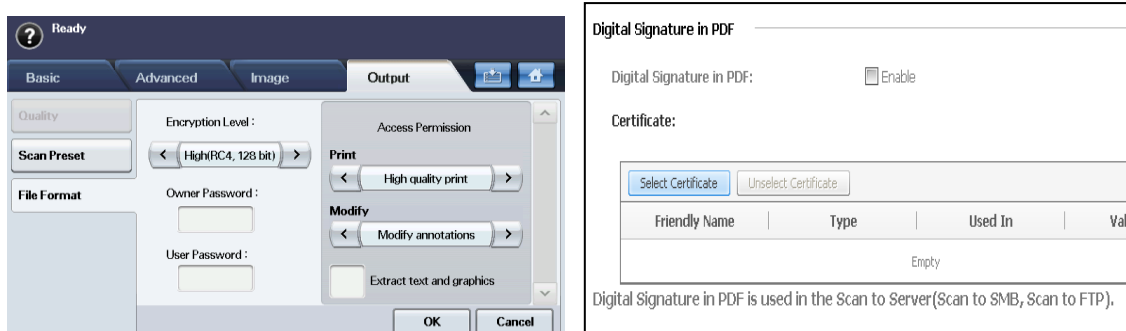 Ready
Basic
Advanced
Image
Output
Quality
Scan Preset
File Format
Encryption Level :
High(RC4, 128 bit)
Owner Password :
User Password :
Access Permission
Print
High quality print
Modify
Modify annotations
Extract text and graphics
OK
Cancel
Digital Signature in PDF
Digital Signature in PDF:
Enable
Certificate:
Select Certificate
Unselect Certificate
Friendly Name
Type
Used In
Val
Empty
Digital Signature in PDF is used in the Scan to Server(Scan to SMB, Scan to FTP).